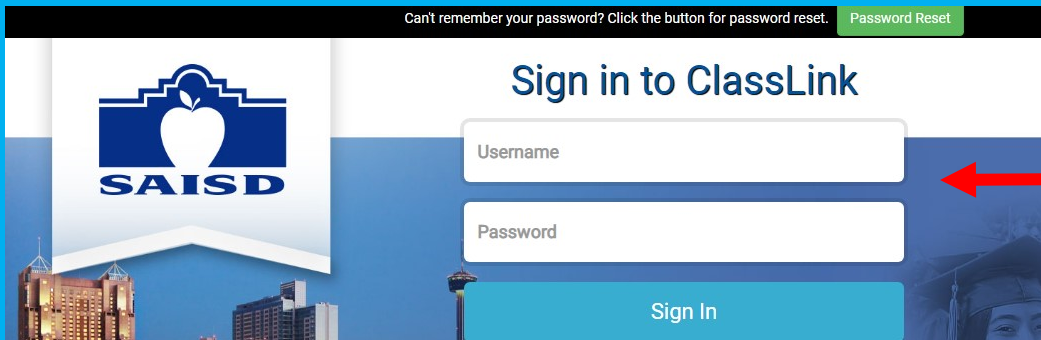 Can't remember your password? Click the button for password reset. Password Reset
Sign in to ClassLink
SAISD
Username
Password
Sign In